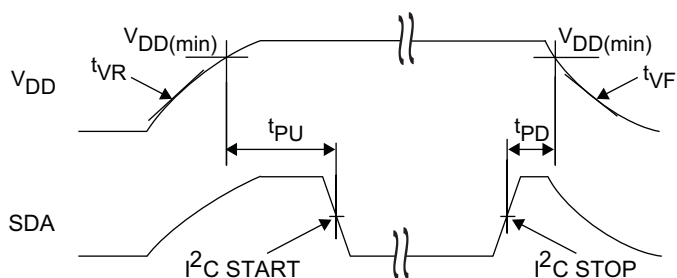 VDD(min)
VDD(min)
tVR
tVF
VDD
tPU
tPD
SDA
I2C START
I2C STOP